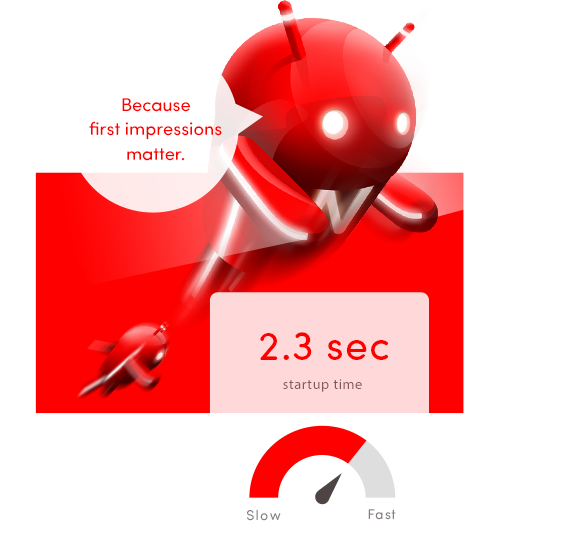 Because
first impressions
matter.
2.3 sec
startup time
Slow
Fast